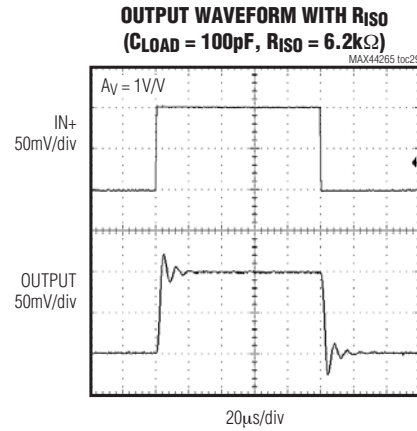 OUTPUT WAVEFORM WITH RISO
(CLOAD = 100pF, RISO = 6.2kΩ)
MAX44265 toc29
AV = 1V/V
IN+
50mV/div
OUTPUT
50mV/div
20µs/div